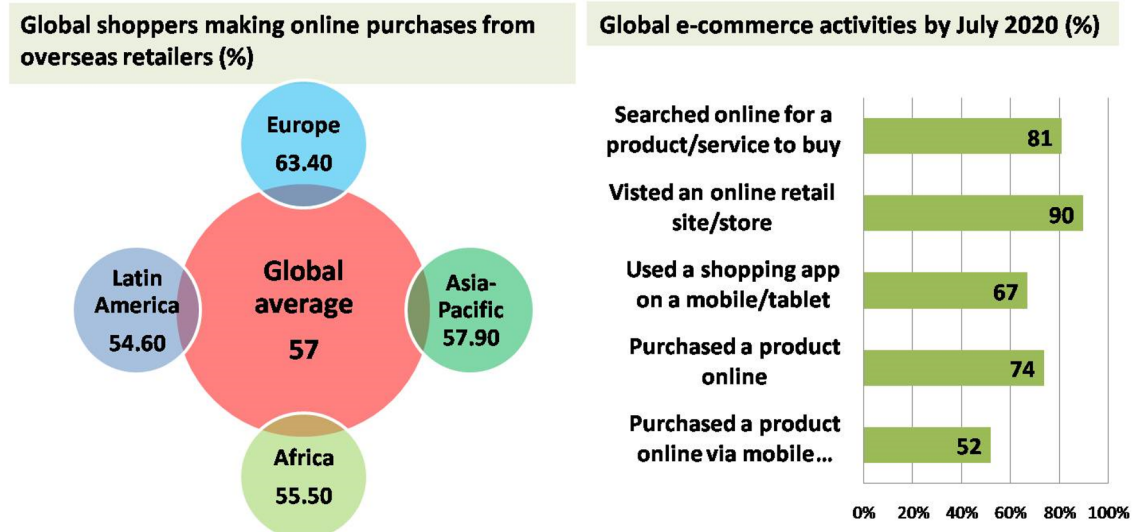 Global shoppers making online purchases from
overseas retailers (%)
Europe
63.40
Latin
America
54.60
Global
average
57
Asia-
Pacific
57.90
Africa
55.50
Global e-commerce activities by July 2020 (%)
Searched online for a
product/service to buy
81
Visted an online retail
site/store
90
Used a shopping app
on a mobile/tablet
67
Purchased a product
online
74
Purchased a product
online via mobile...
52
0% 20% 40% 60% 80% 100%